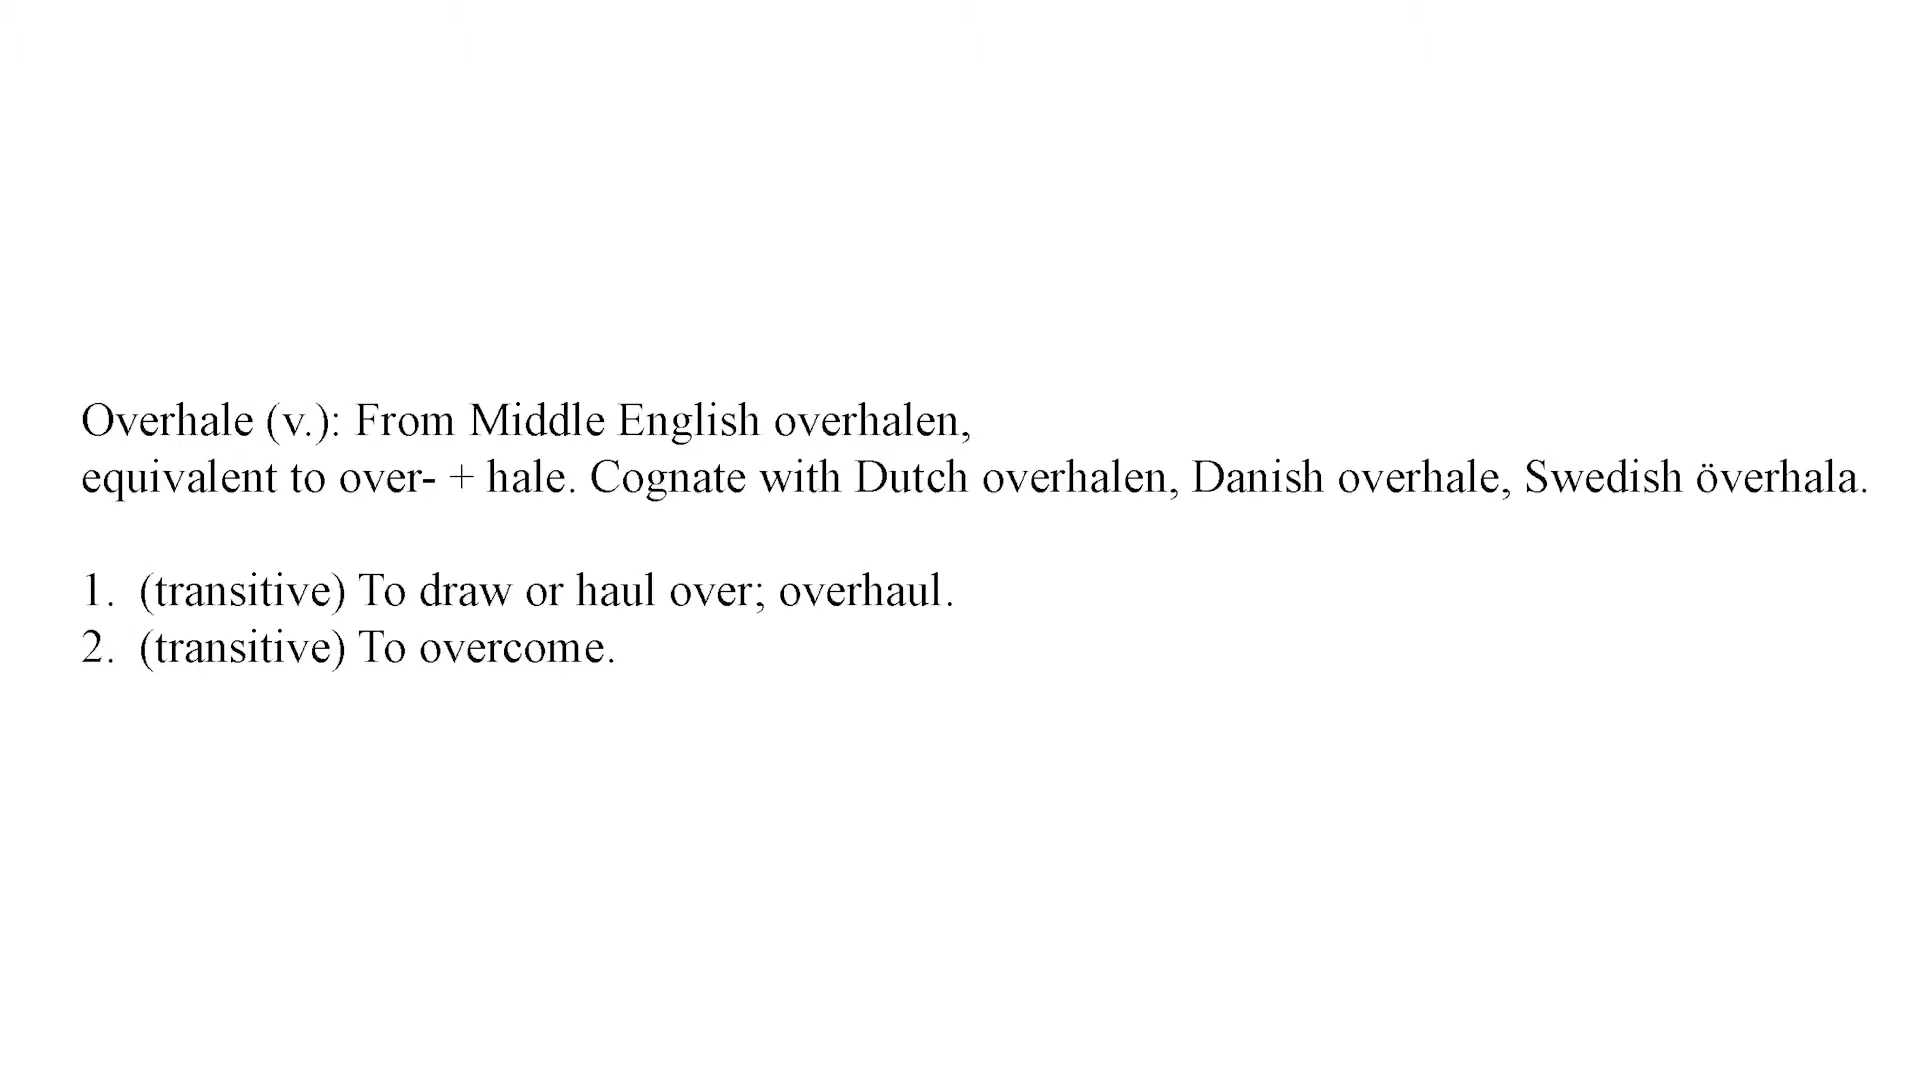 Overhale (v.): From Middle English overhalen,
equivalent to over- + hale. Cognate with Dutch overhalen, Danish overhale, Swedish överhala.
1. (transitive) To draw or haul over; overhaul.
2. (transitive) To overcome.